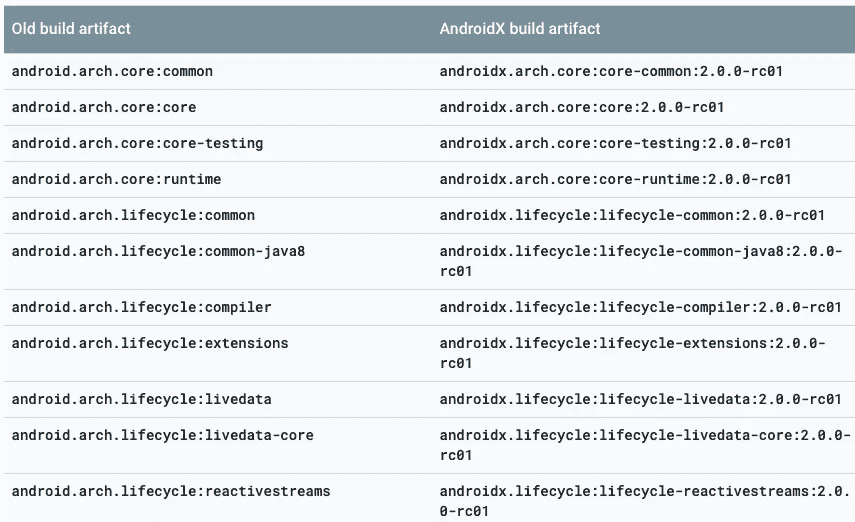 Old build artifact AndroidX build artifact
android.arch.core:common androidx.arch.core:core-common:2.0.0-rc01
android.arch.core:core androidx.arch.core:core:2.0.0-rc01
android.arch.core:core-testing androidx.arch.core:core-testing:2.0.0-rc01
android.arch.core:runtime androidx.arch.core:core-runtime:2.0.0-rc01
android.arch.lifecycle:common androidx.lifecycle:lifecycle-common:2.0.0-rc01
android.arch.lifecycle:common-java8 androidx.lifecycle:lifecycle-common-java8:2.0.0-
rc01
android.arch.lifecycle:compiler androidx.lifecycle:lifecycle-compiler:2.0.0-rc01
android.arch.lifecycle:extensions androidx.lifecycle:lifecycle-extensions:2.0.0-
rc01
android.arch.lifecycle:livedata androidx.lifecycle:lifecycle-livedata:2.0.0-rc01
android.arch.lifecycle:livedata-core androidx.lifecycle:lifecycle-livedata-core:2.0.0-
rc01
android.arch.lifecycle:reactivestreams androidx.lifecycle:lifecycle-reactivestreams:2.0.
0-rc01